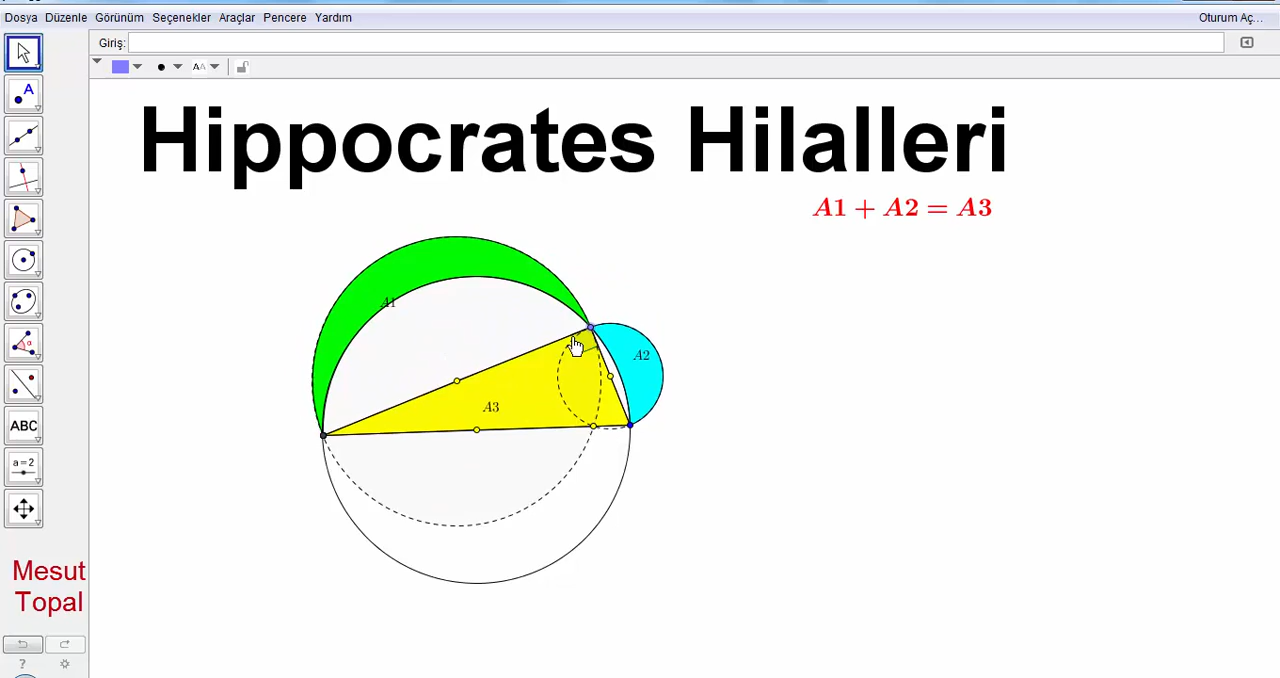 Dosya Düzenle Görünüm Seçenekler Araçlar Pencere Yardım Oturum Aç...
Giriş:
AA
Hippocrates Hilalleri
A1 + A2 = A3
A
α
ABC
a = 2
A1
A2
A3
Mesut
Topal
?